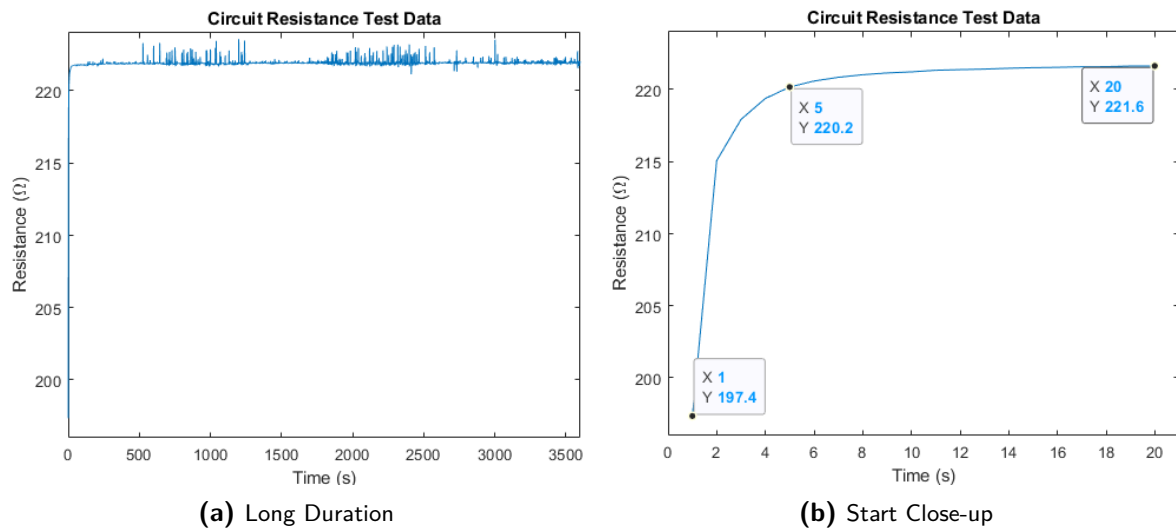 Circuit Resistance Test Data
220
215
210
205
200
Resistance (Ω)
0 500 1000 1500 2000 2500 3000 3500
Time (s)
(a) Long Duration
Circuit Resistance Test Data
220
215
210
205
200
Resistance (Ω)
X 5
Y 220.2
X 20
Y 221.6
X 1
Y 197.4
0 2 4 6 8 10 12 14 16 18 20
Time (s)
(b) Start Close-up